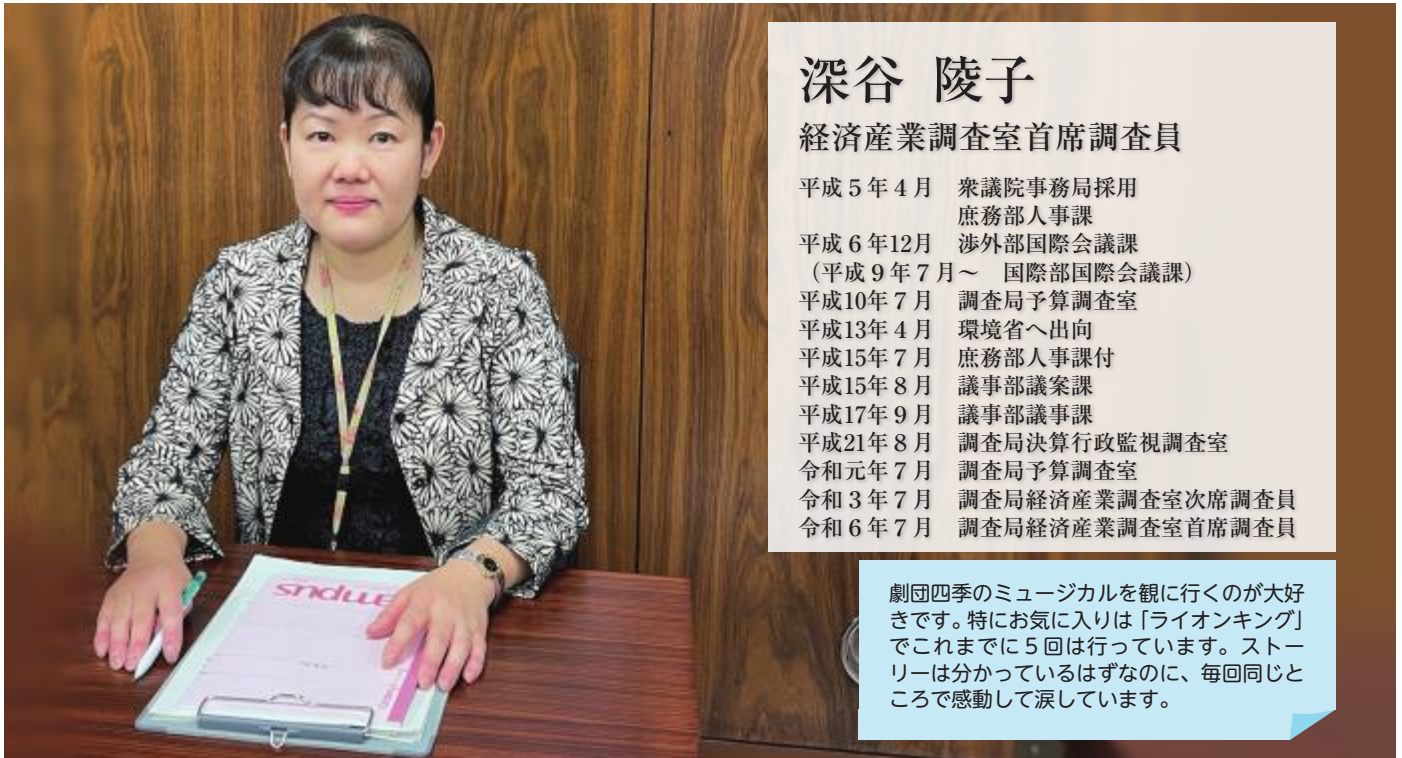 深谷 陵子
経済産業調査室首席調査員
平成5年4月　衆議院事務局採用
庶務部人事課
平成6年12月　渉外部国際会議課
（平成9年7月～　国際部国際会議課）
平成10年7月　調査局予算調査室
平成13年4月　環境省へ出向
平成15年7月　庶務部人事課付
平成15年8月　議事部議案課
平成17年9月　議事部議事課
平成21年8月　調査局決算行政監視調査室
令和元年7月　調査局予算調査室
令和3年7月　調査局経済産業調査室次席調査員
令和6年7月　調査局経済産業調査室首席調査員
劇団四季のミュージカルを観に行くのが大好
きです。特にお気に入りは「ライオンキング」
でこれまでに5回は行っています。ストー
リーは分かっているはずなのに、毎回同じと
ころで感動して涙しています。